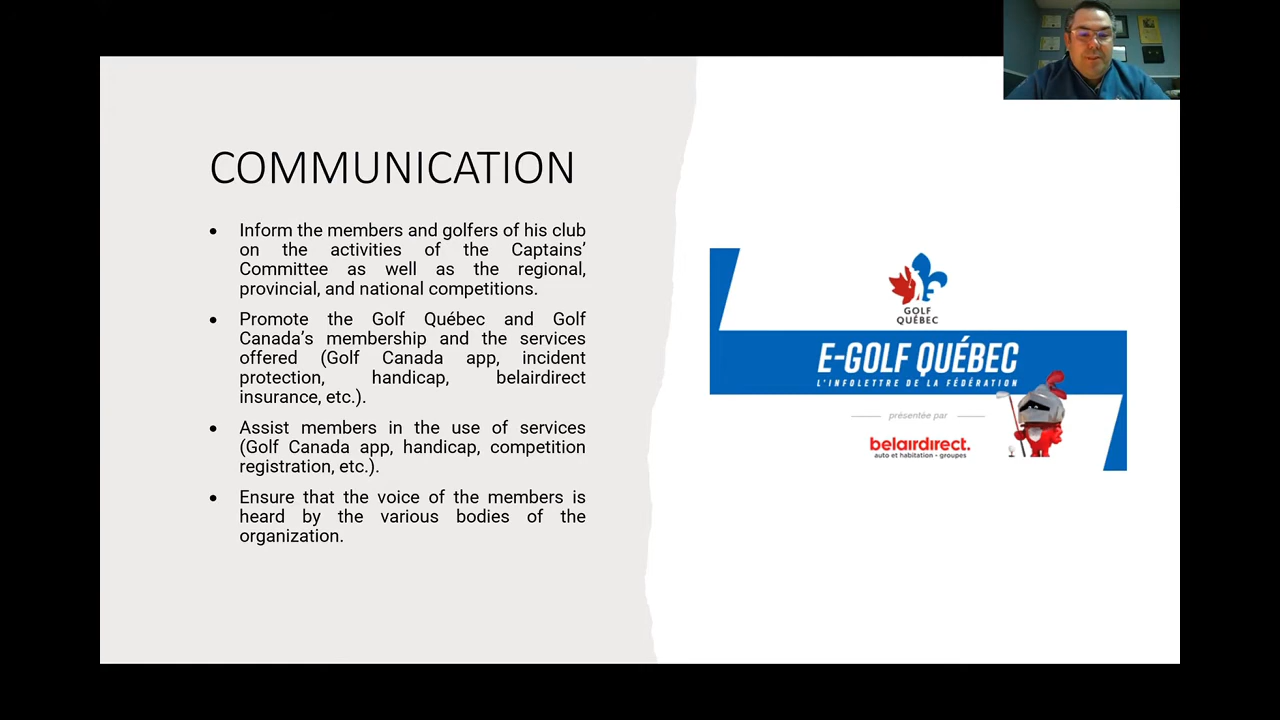 COMMUNICATION
• Inform the members and golfers of his club
on the activities of the Captains’
Committee as well as the regional,
provincial, and national competitions.
• Promote the Golf Québec and Golf
Canada’s membership and the services
offered (Golf Canada app, incident
protection, handicap, belairdirect
insurance, etc.).
• Assist members in the use of services
(Golf Canada app, handicap, competition
registration, etc.).
• Ensure that the voice of the members is
heard by the various bodies of the
organization.
GOLF
QUÉBEC
E-GOLF QUÉBEC
L'INFOLETTRE DE LA FÉDÉRATION
présentée par
belairdirect.
auto et habitation - groupes